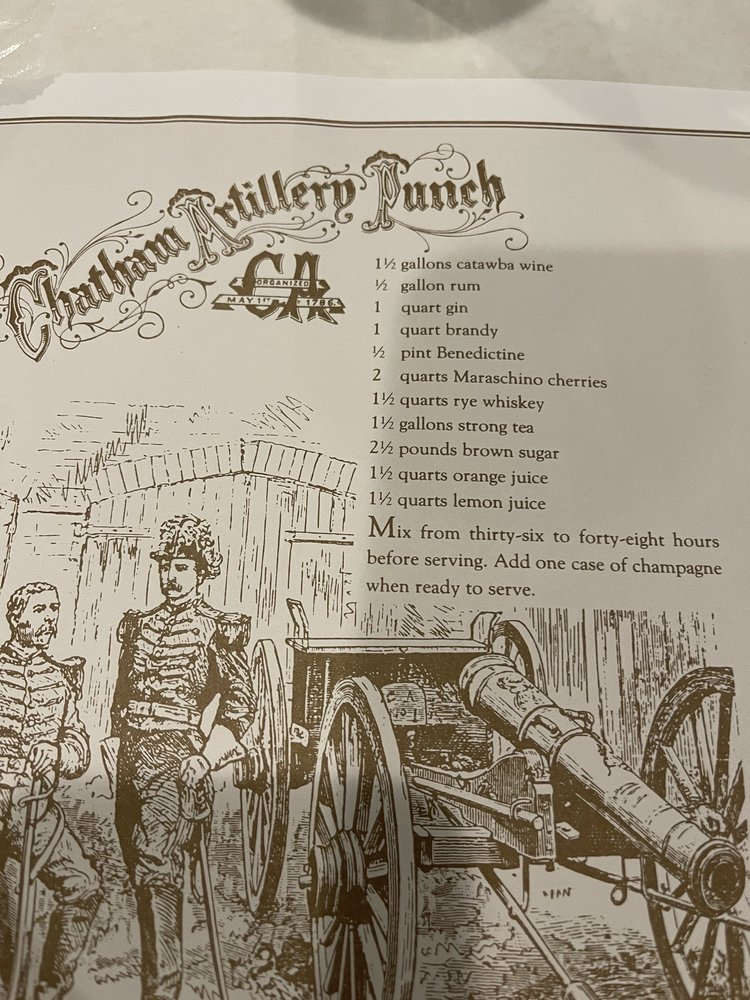 Chatham Artillery Punch
CA
ORGANIZED
MAY 1ST 1786
1½ gallons catawba wine
½ gallon rum
1 quart gin
1 quart brandy
½ pint Benedictine
2 quarts Maraschino cherries
1½ quarts rye whiskey
1½ gallons strong tea
2½ pounds brown sugar
1½ quarts orange juice
1½ quarts lemon juice
Mix from thirty-six to forty-eight hours
before serving. Add one case of champagne
when ready to serve.